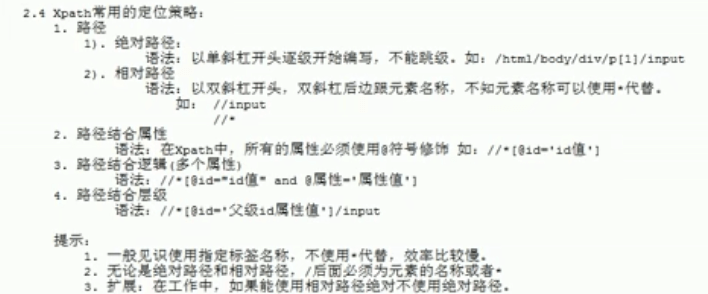 2.4 Xpath常用的定位策略:
1. 路径
1). 绝对路径:
语法: 以单斜杠开头逐级开始编写, 不能跳级。如: /html/body/div/p[1]/input
2). 相对路径
语法: 以双斜杠开头, 双斜杠后边跟元素名称, 不知元素名称可以使用*代替。
如: //input
//*
2. 路径结合属性
语法: 在Xpath中, 所有的属性必须使用@符号修饰 如: //*[@id='id值']
3. 路径结合逻辑(多个属性)
语法: //*[@id="id值" and @属性='属性值']
4. 路径结合层级
语法: //*[@id='父级id属性值']/input
提示:
1. 一般见识使用指定标签名称, 不使用*代替, 效率比较慢。
2. 无论是绝对路径和相对路径, /后面必须为元素的名称或者*
3. 扩展: 在工作中, 如果能使用相对路径绝对不使用绝对路径。